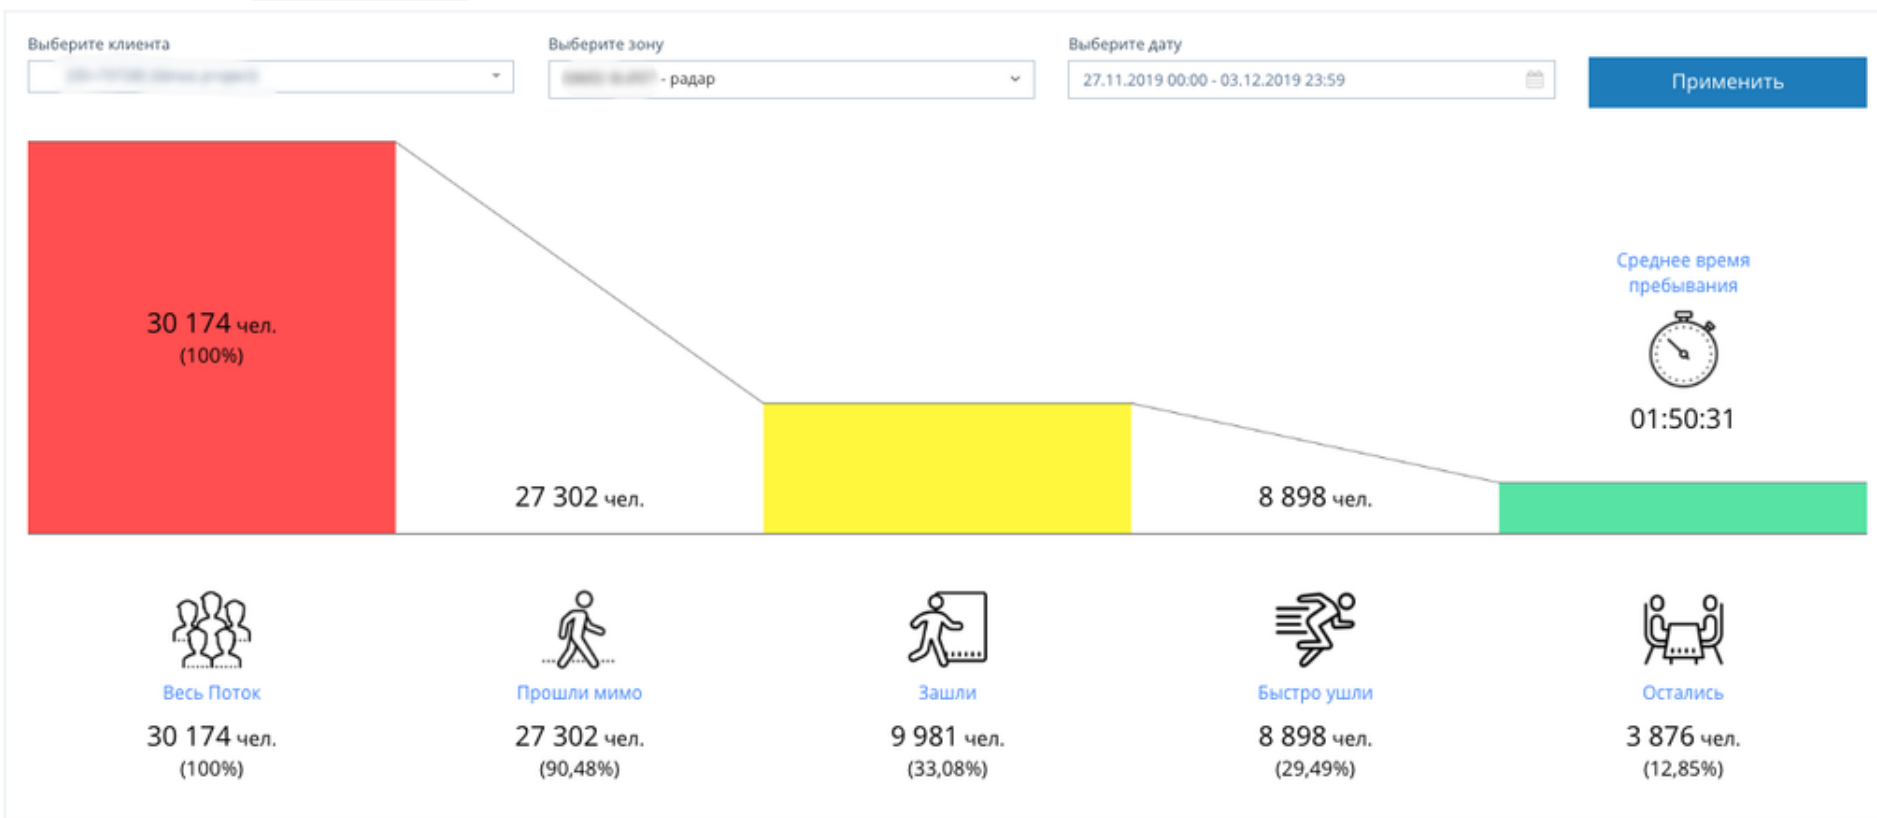 Выберите клиента
Выберите зону
Выберите дату
- радар
27.11.2019 00:00 - 03.12.2019 23:59
Применить
Среднее время
пребывания
01:50:31
30 174 чел.
(100%)
27 302 чел.
8 898 чел.
Весь Поток
Прошли мимо
Зашли
Быстро ушли
Остались
30 174 чел.
27 302 чел.
9 981 чел.
8 898 чел.
3 876 чел.
(100%)
(90,48%)
(33,08%)
(29,49%)
(12,85%)